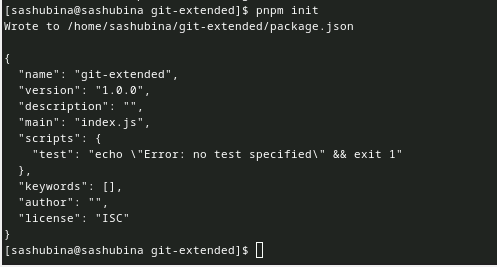 [sashubina@sashubina git-extended]$ pnpm init
Wrote to /home/sashubina/git-extended/package.json

{
  "name": "git-extended",
  "version": "1.0.0",
  "description": "",
  "main": "index.js",
  "scripts": {
    "test": "echo \"Error: no test specified\" && exit 1"
  },
  "keywords": [],
  "author": "",
  "license": "ISC"
}
[sashubina@sashubina git-extended]$